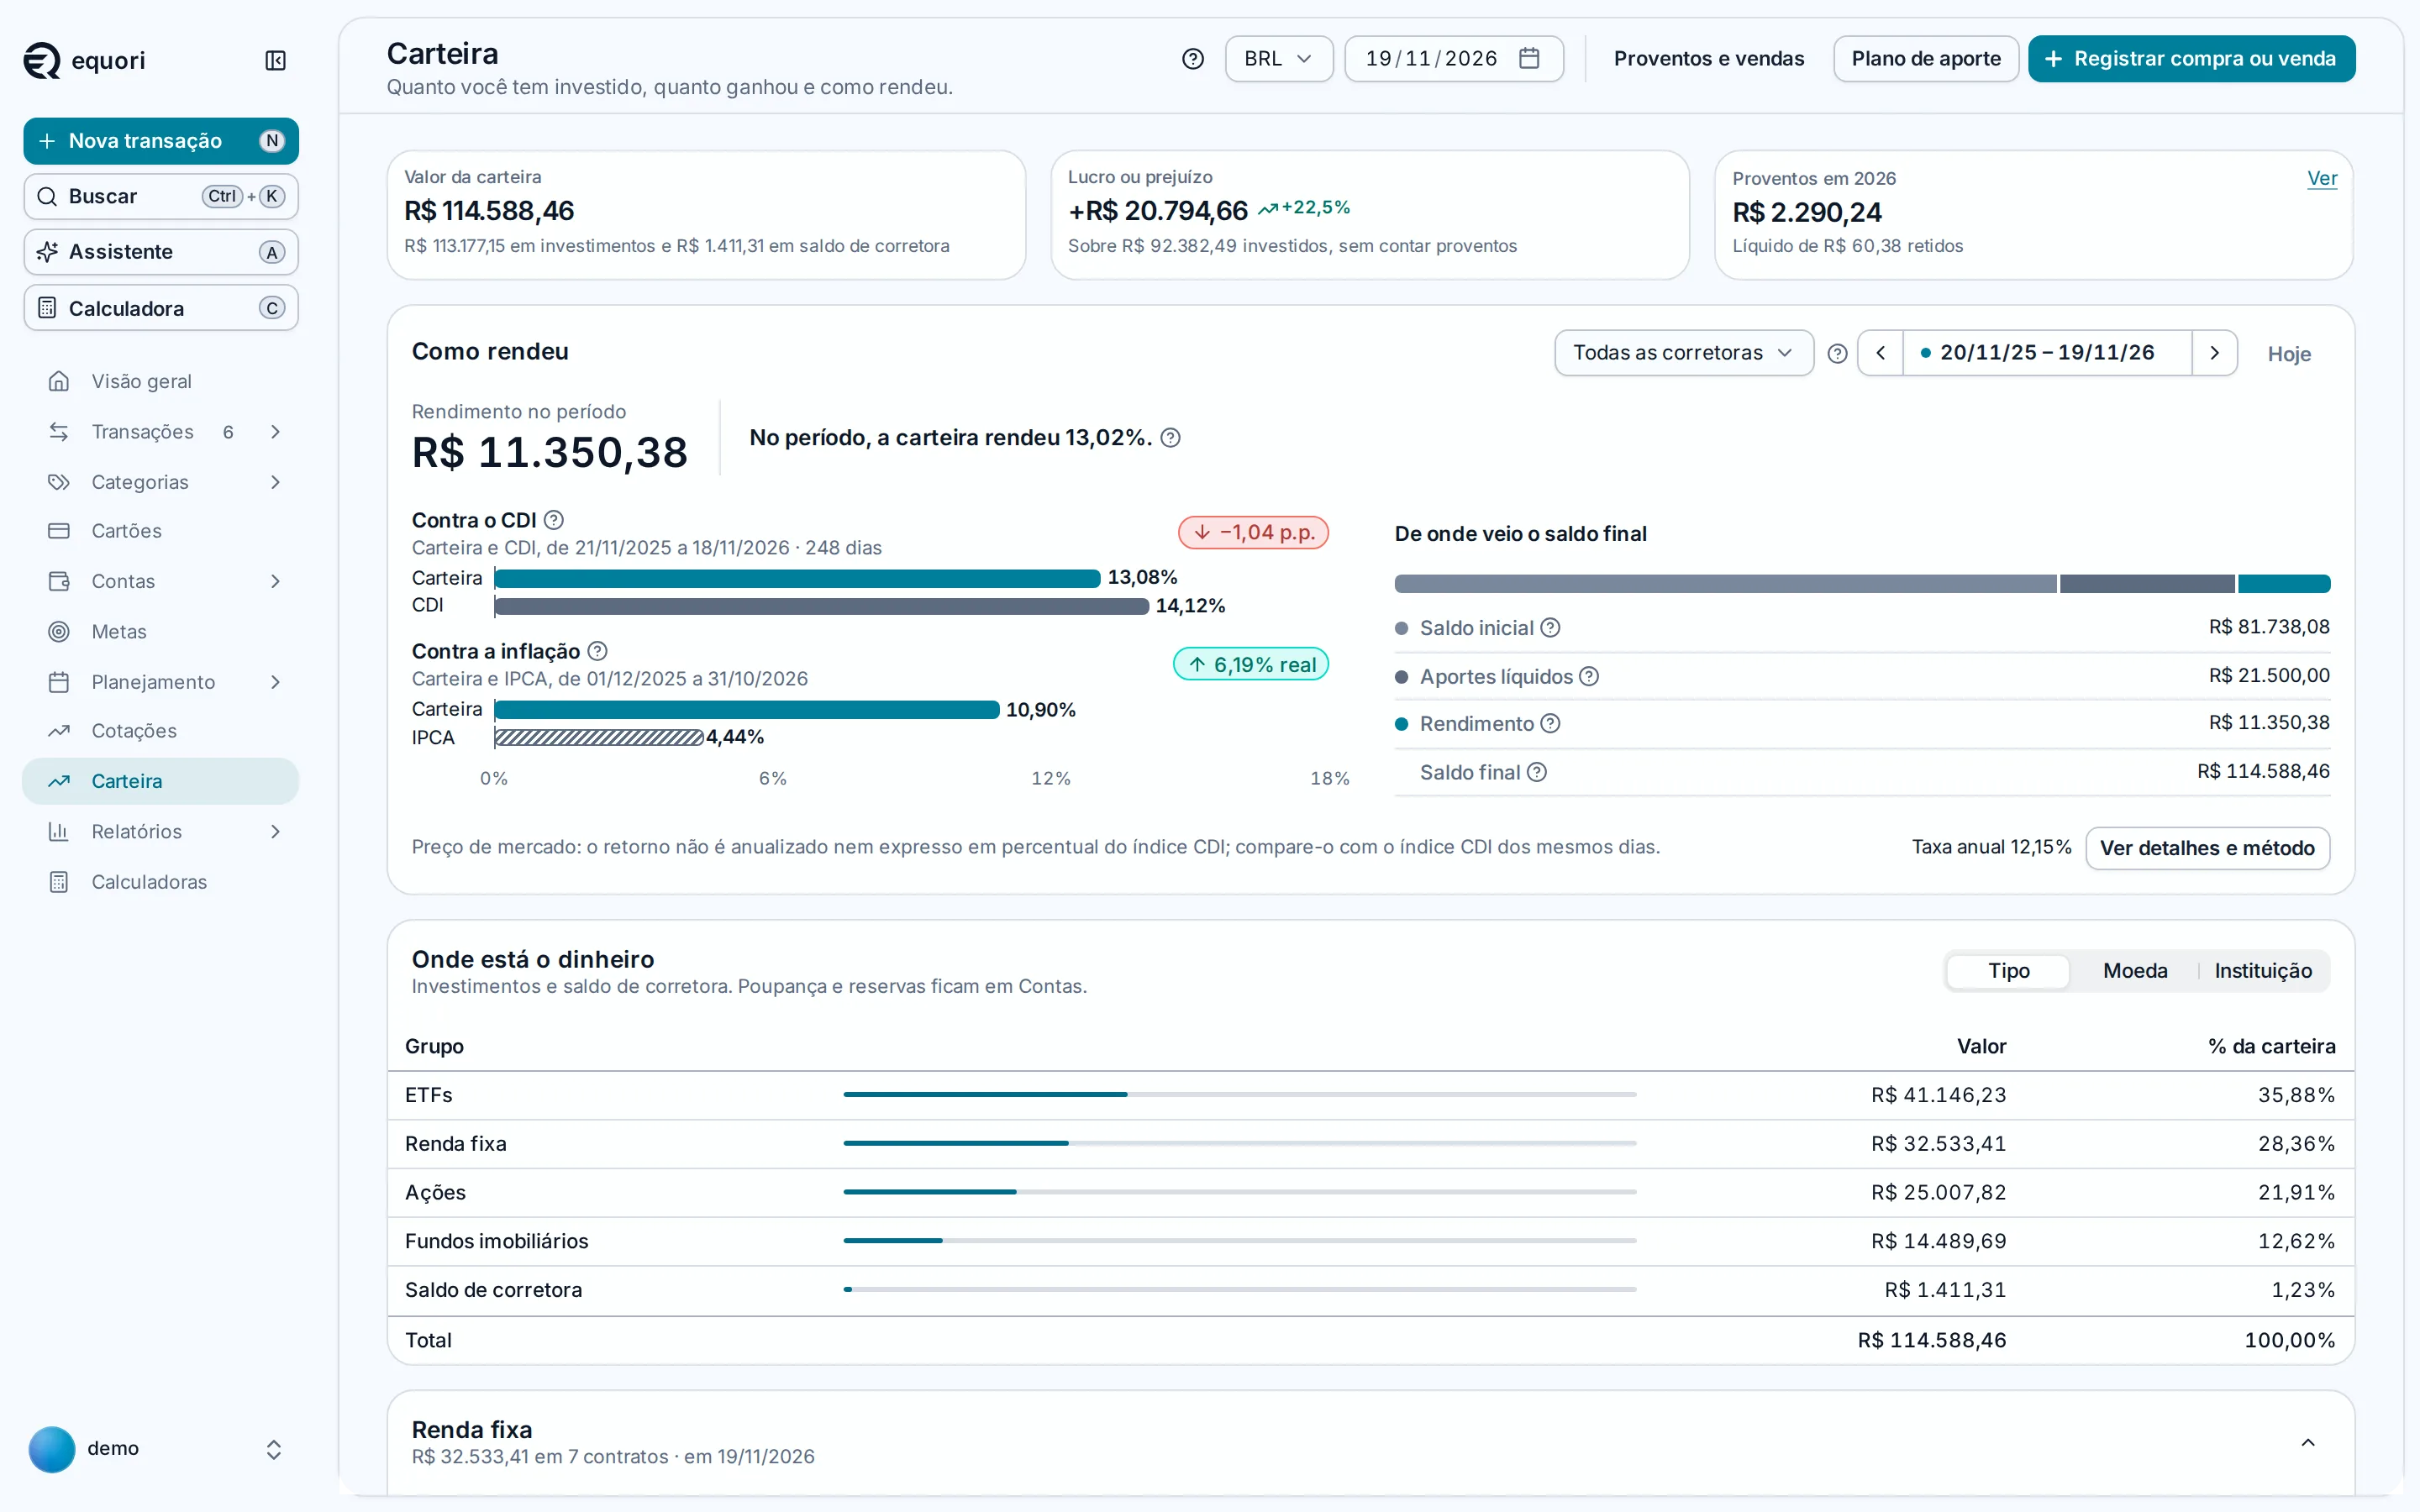 equori
Nova transação N
Buscar Ctrl + K
Assistente A
Calculadora C
Visão geral
Transações 6
Categorias
Cartões
Contas
Metas
Planejamento
Cotações
Carteira
Relatórios
Calculadoras
demo
Carteira
Quanto você tem investido, quanto ganhou e como rendeu.
BRL
19/11/2026
Proventos e vendas
Plano de aporte
+ Registrar compra ou venda
Valor da carteira
R$ 114.588,46
R$ 113.177,15 em investimentos e R$ 1.411,31 em saldo de corretora
Lucro ou prejuízo
+R$ 20.794,66 +22,5%
Sobre R$ 92.382,49 investidos, sem contar proventos
Proventos em 2026 Ver
R$ 2.290,24
Líquido de R$ 60,38 retidos
Como rendeu
Todas as corretoras
20/11/25 – 19/11/26
Hoje
Rendimento no período
R$ 11.350,38
No período, a carteira rendeu 13,02%.
Contra o CDI
Carteira e CDI, de 21/11/2025 a 18/11/2026 · 248 dias
−1,04 p.p.
Carteira 13,08%
CDI 14,12%
Contra a inflação
Carteira e IPCA, de 01/12/2025 a 31/10/2026
6,19% real
Carteira 10,90%
IPCA 4,44%
0% 6% 12% 18%
De onde veio o saldo final
Saldo inicial R$ 81.738,08
Aportes líquidos R$ 21.500,00
Rendimento R$ 11.350,38
Saldo final R$ 114.588,46
Preço de mercado: o retorno não é anualizado nem expresso em percentual do índice CDI; compare-o com o índice CDI dos mesmos dias.
Taxa anual 12,15%
Ver detalhes e método
Onde está o dinheiro
Investimentos e saldo de corretora. Poupança e reservas ficam em Contas.
Tipo Moeda Instituição
Grupo Valor % da carteira
ETFs R$ 41.146,23 35,88%
Renda fixa R$ 32.533,41 28,36%
Ações R$ 25.007,82 21,91%
Fundos imobiliários R$ 14.489,69 12,62%
Saldo de corretora R$ 1.411,31 1,23%
Total R$ 114.588,46 100,00%
Renda fixa
R$ 32.533,41 em 7 contratos · em 19/11/2026